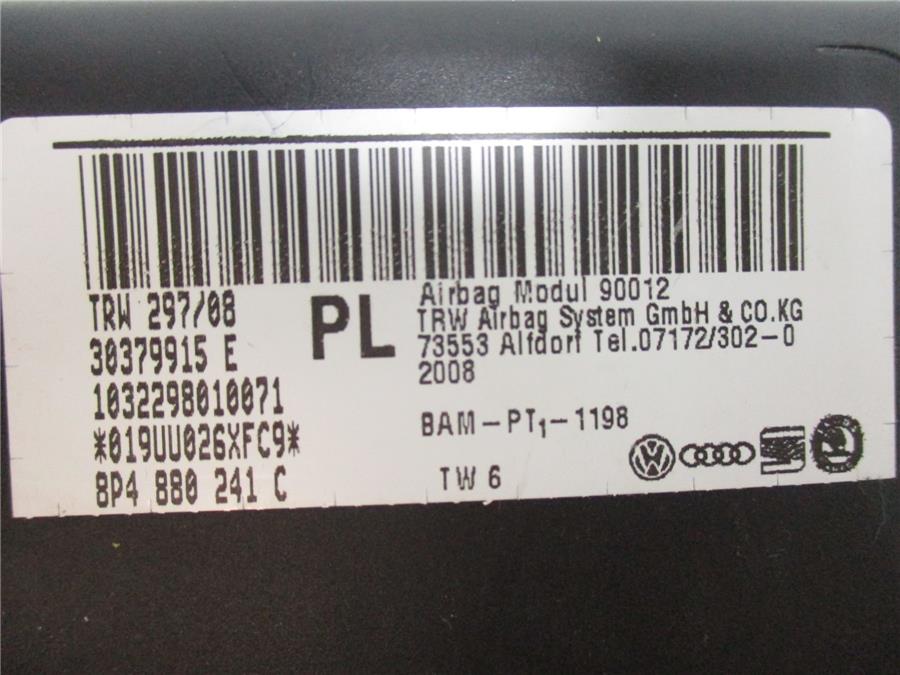 TRW 297/08
30379915 E
1032298010071
*019UU026XFC9*
8P4 880 241 C
PL
Airbag Modul 90012
TRW Airbag System GmbH & CO.KG
73553 Alfdorf Tel.07172/302-0
2008
BAM-PT₁-1198
TW 6